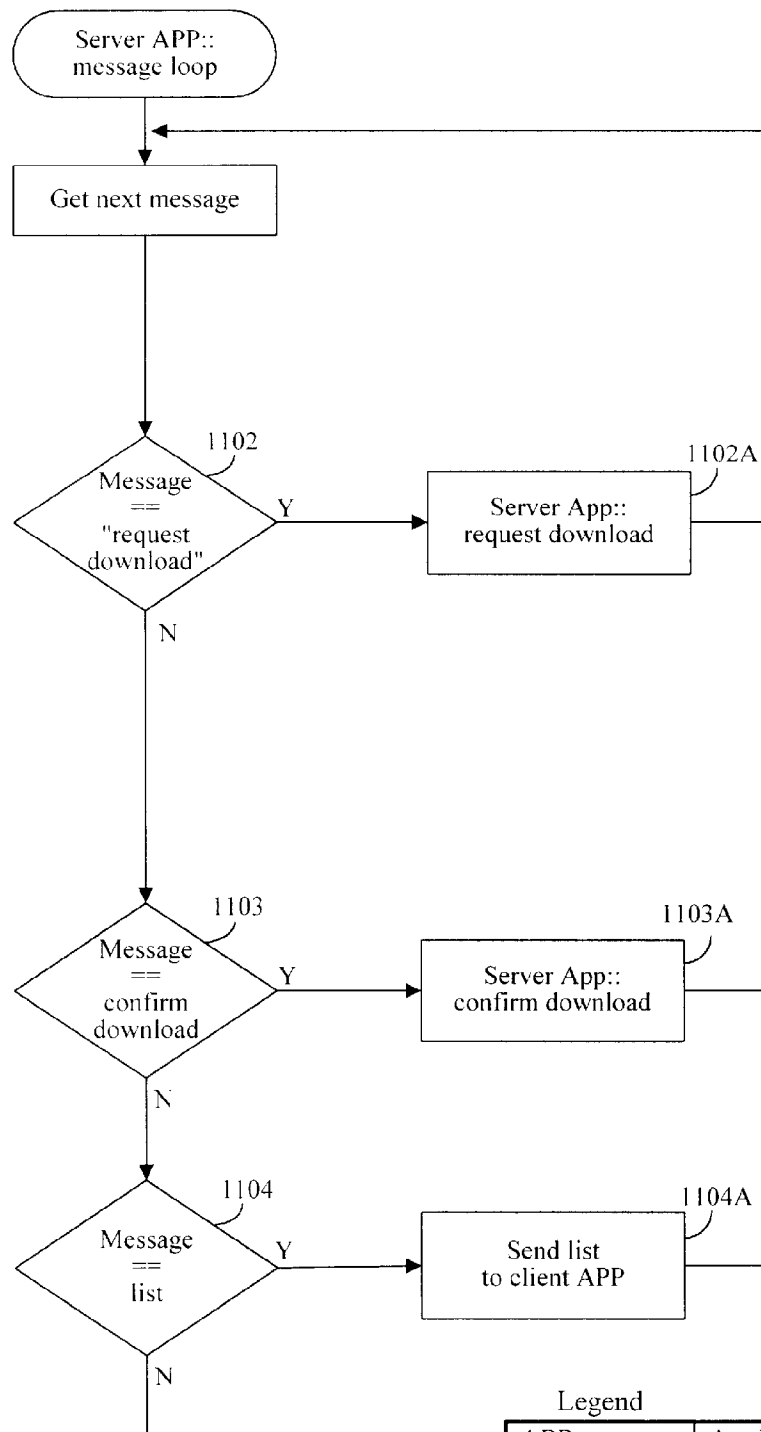 Server APP::
message loop
Get next message
1102
Message
==
"request
download"
Y
N
1102A
Server App::
request download
1103
Message
==
confirm
download
Y
N
1103A
Server App::
confirm download
1104
Message
==
list
Y
N
1104A
Send list
to client APP
Legend